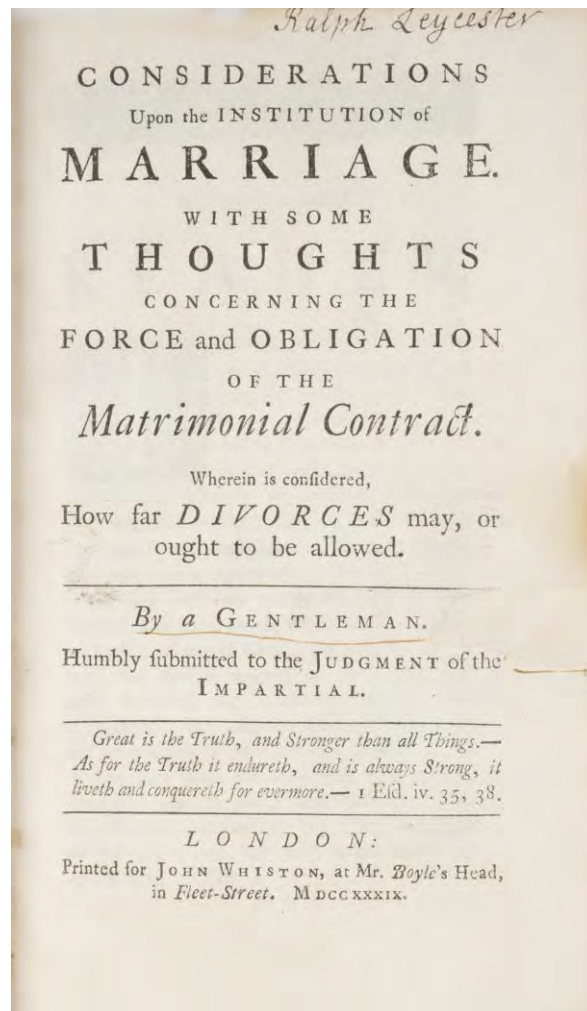 Ralph Leycester
CONSIDERATIONS
Upon the INSTITUTION of
MARRIAGE.
WITH SOME
THOUGHTS
CONCERNING THE
FORCE and OBLIGATION
OF THE
Matrimonial Contract.
Wherein is conſidered,
How far DIVORCES may, or
ought to be allowed.
By a GENTLEMAN.
Humbly ſubmitted to the JUDGMENT of the
IMPARTIAL.
Great is the Truth, and Stronger than all Things.—
As for the Truth it endureth, and is always Strong, it
liveth and conquereth for evermore.— 1 Eſd. iv. 35, 38.
LONDON:
Printed for JOHN WHISTON, at Mr. Boyle's Head,
in Fleet-Street. MDCCXXXIX.